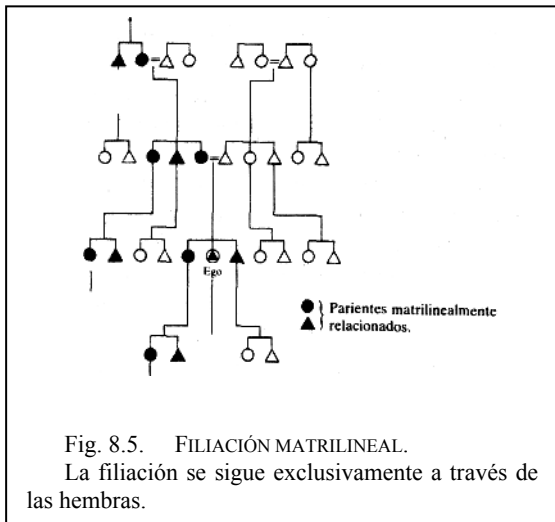 Ego
Parientes matrilinealmente
relacionados.
Fig. 8.5. FILIACIÓN MATRILINEAL.
La filiación se sigue exclusivamente a través de
las hembras.